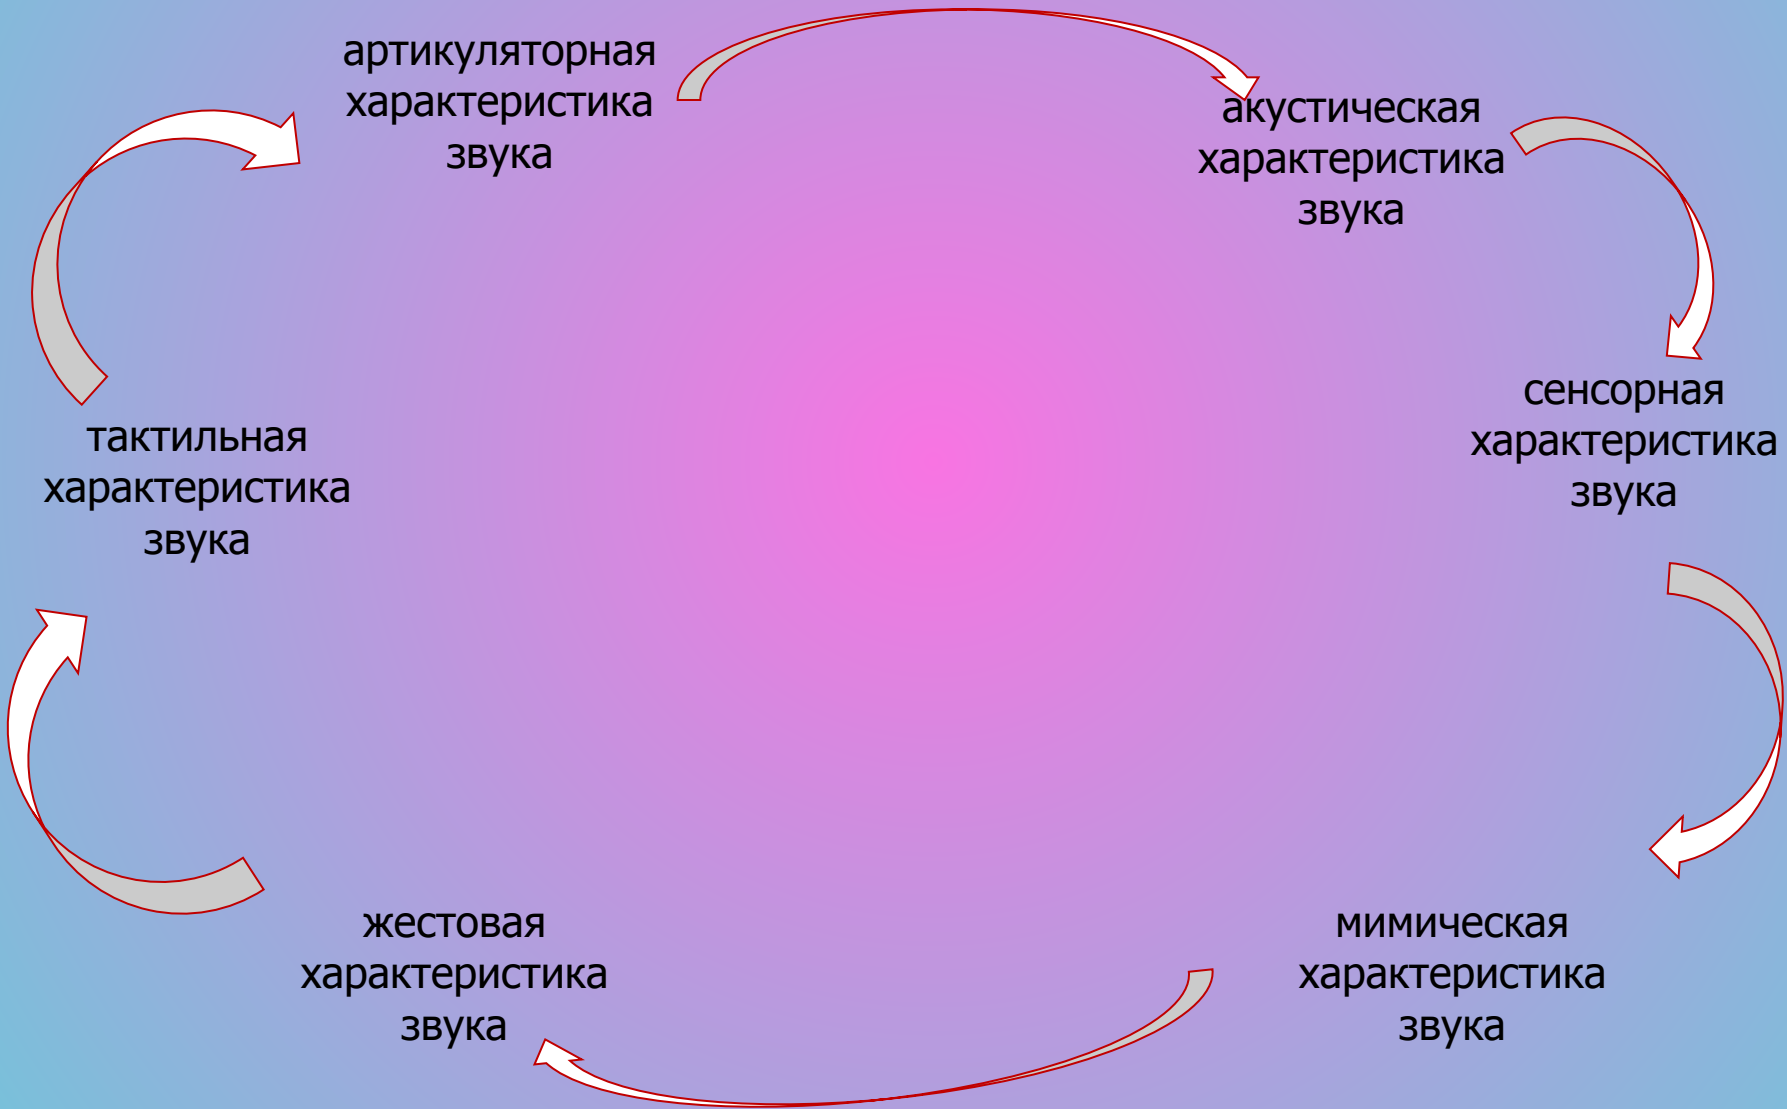 артикуляторная
характеристика
звука
акустическая
характеристика
звука
сенсорная
характеристика
звука
тактильная
характеристика
звука
жестовая
характеристика
звука
мимическая
характеристика
звука